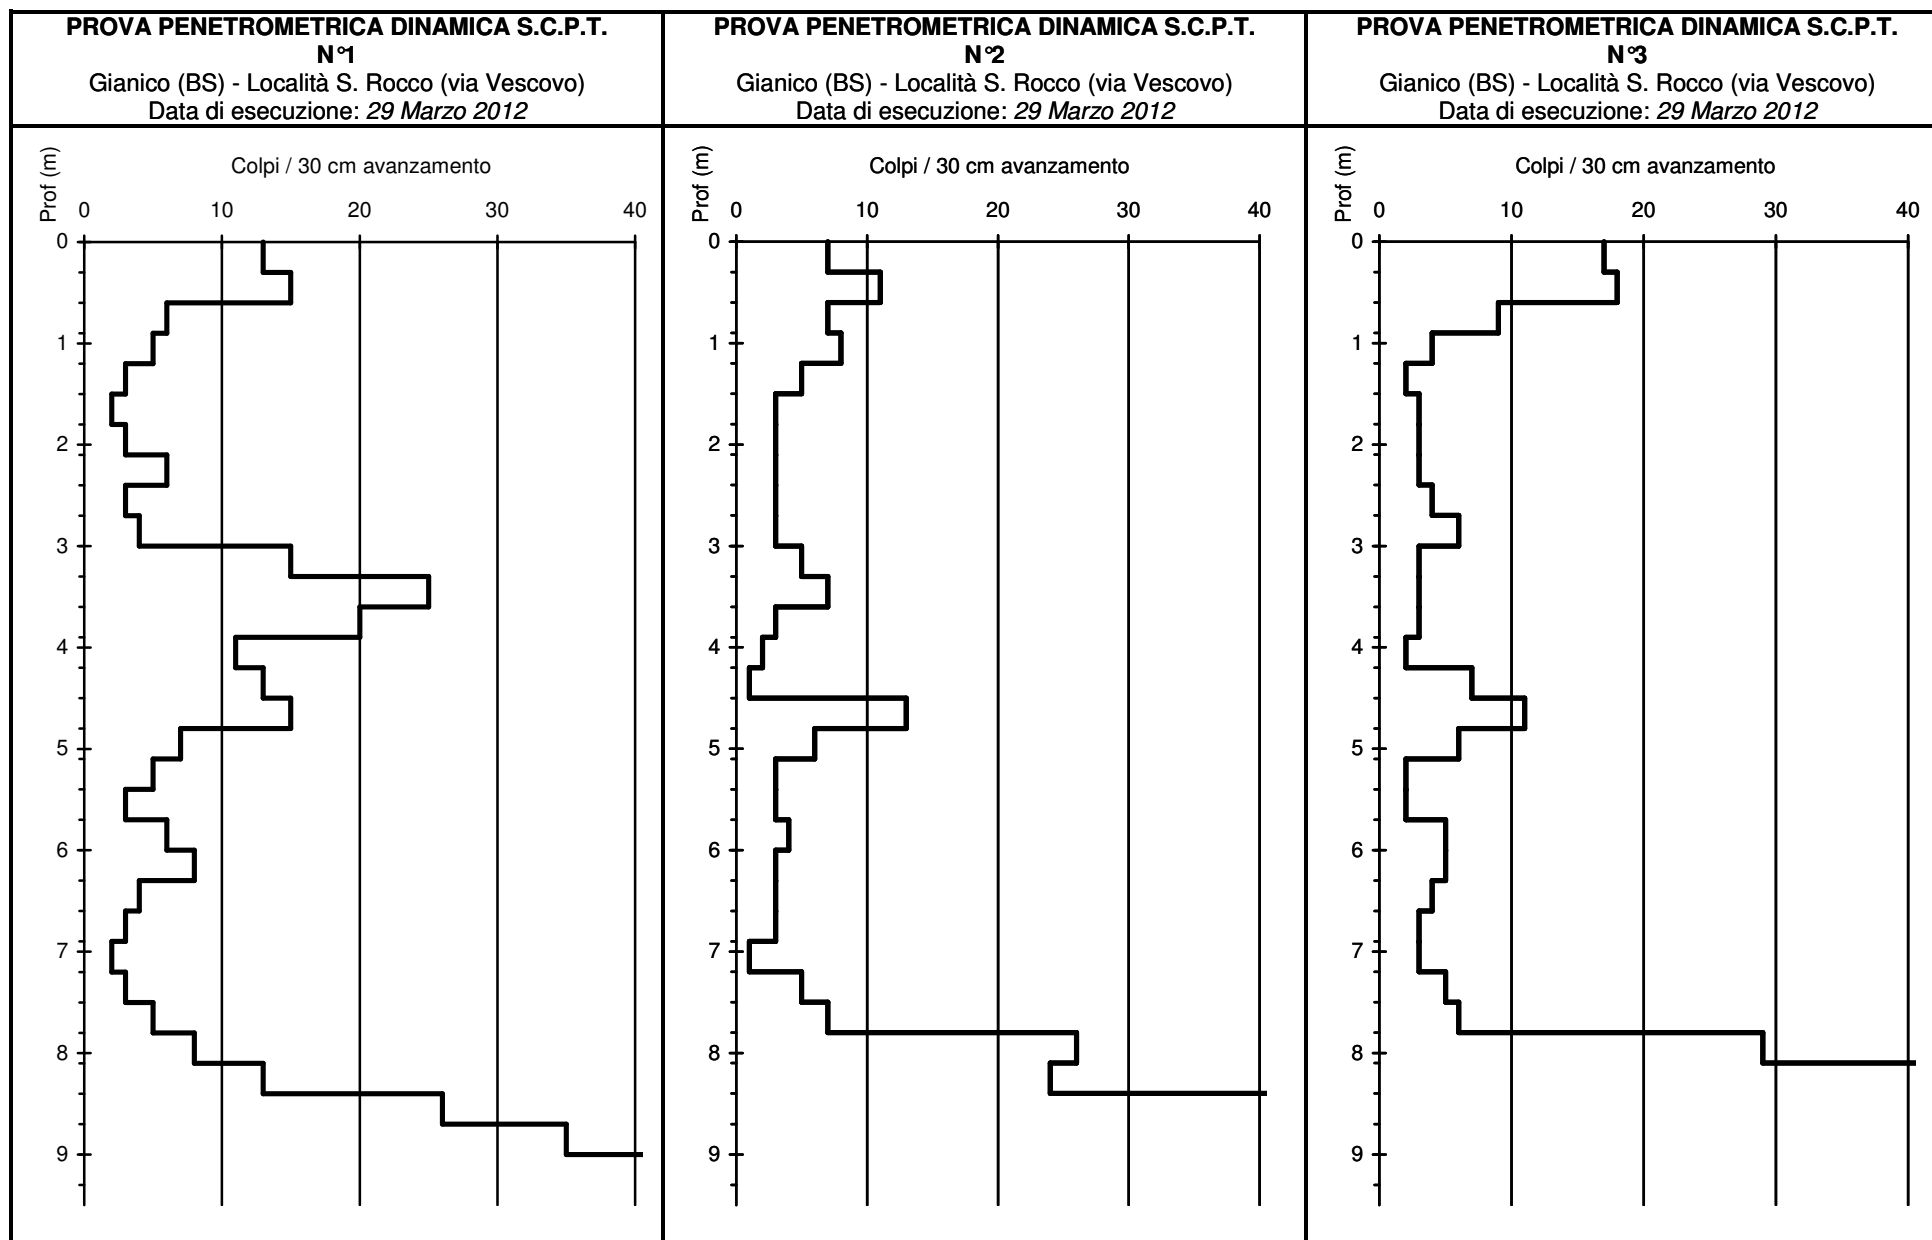 PROVA PENETROMETRICA DINAMICA S.C.P.T.
N°1
Gianico (BS) - Località S. Rocco (via Vescovo)
Data di esecuzione: 29 Marzo 2012
Prof (m)
Colpi / 30 cm avanzamento
0 10 20 30 40
0
1
2
3
4
5
6
7
8
9
PROVA PENETROMETRICA DINAMICA S.C.P.T.
N°2
Gianico (BS) - Località S. Rocco (via Vescovo)
Data di esecuzione: 29 Marzo 2012
Prof (m)
Colpi / 30 cm avanzamento
0 10 20 30 40
0
1
2
3
4
5
6
7
8
9
PROVA PENETROMETRICA DINAMICA S.C.P.T.
N°3
Gianico (BS) - Località S. Rocco (via Vescovo)
Data di esecuzione: 29 Marzo 2012
Prof (m)
Colpi / 30 cm avanzamento
0 10 20 30 40
0
1
2
3
4
5
6
7
8
9